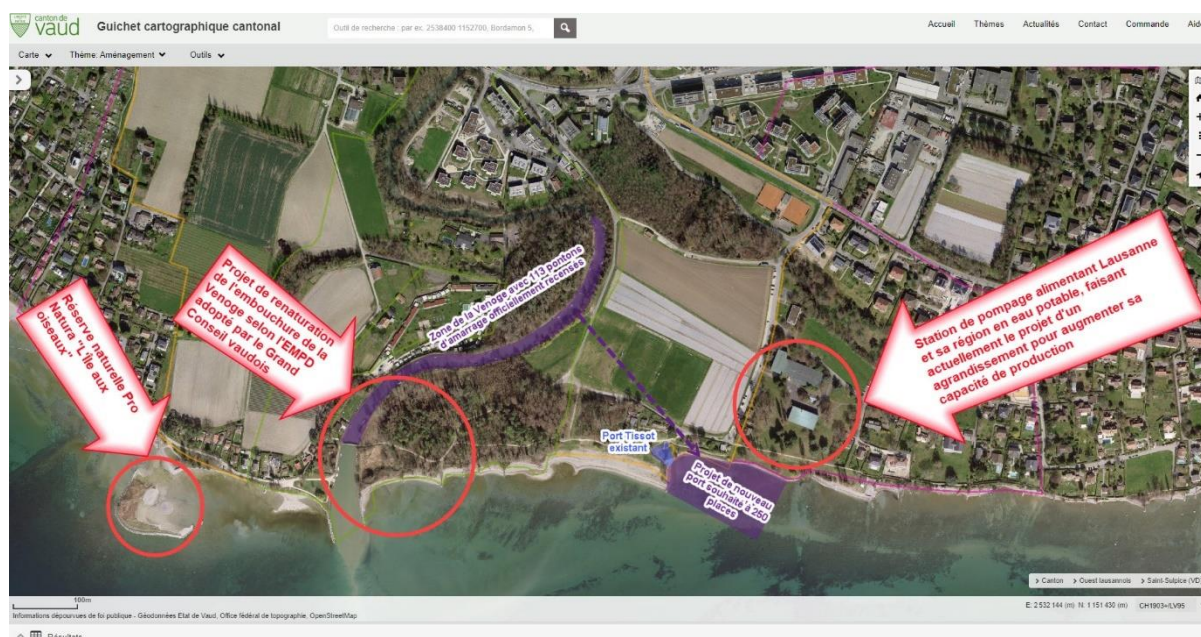 canton de
vaud
Guichet cartographique cantonal
Outil de recherche : par ex. 2538400 1152700, Bordamon 5,
Accueil Thèmes Actualités Contact Commande Aide
Carte Thème: Aménagement Outils
Réserve naturelle Pro
Natura "L'île aux
oiseaux"
Projet de renaturation
de l'embouchure de la
Venoge selon l'EMPD
adopté par le Grand
Conseil vaudois
Zone de la Venoge avec 113 pontons
d'amarrage officiellement recensés
Port Tissot
existant
Projet de nouveau
port souhaité à 250
places
Station de pompage alimentant Lausanne
et sa région en eau potable, faisant
actuellement le projet d'un
agrandissement pour augmenter sa
capacité de production
> Canton > Ouest lausannois > Saint-Sulpice (VD)
100m
Informations dépourvues de foi publique - Géodonnées Etat de Vaud, Office fédéral de topographie, OpenStreetMap
E: 2 532 144 (m) N: 1 151 430 (m) CH1903+/LV95
Résultats